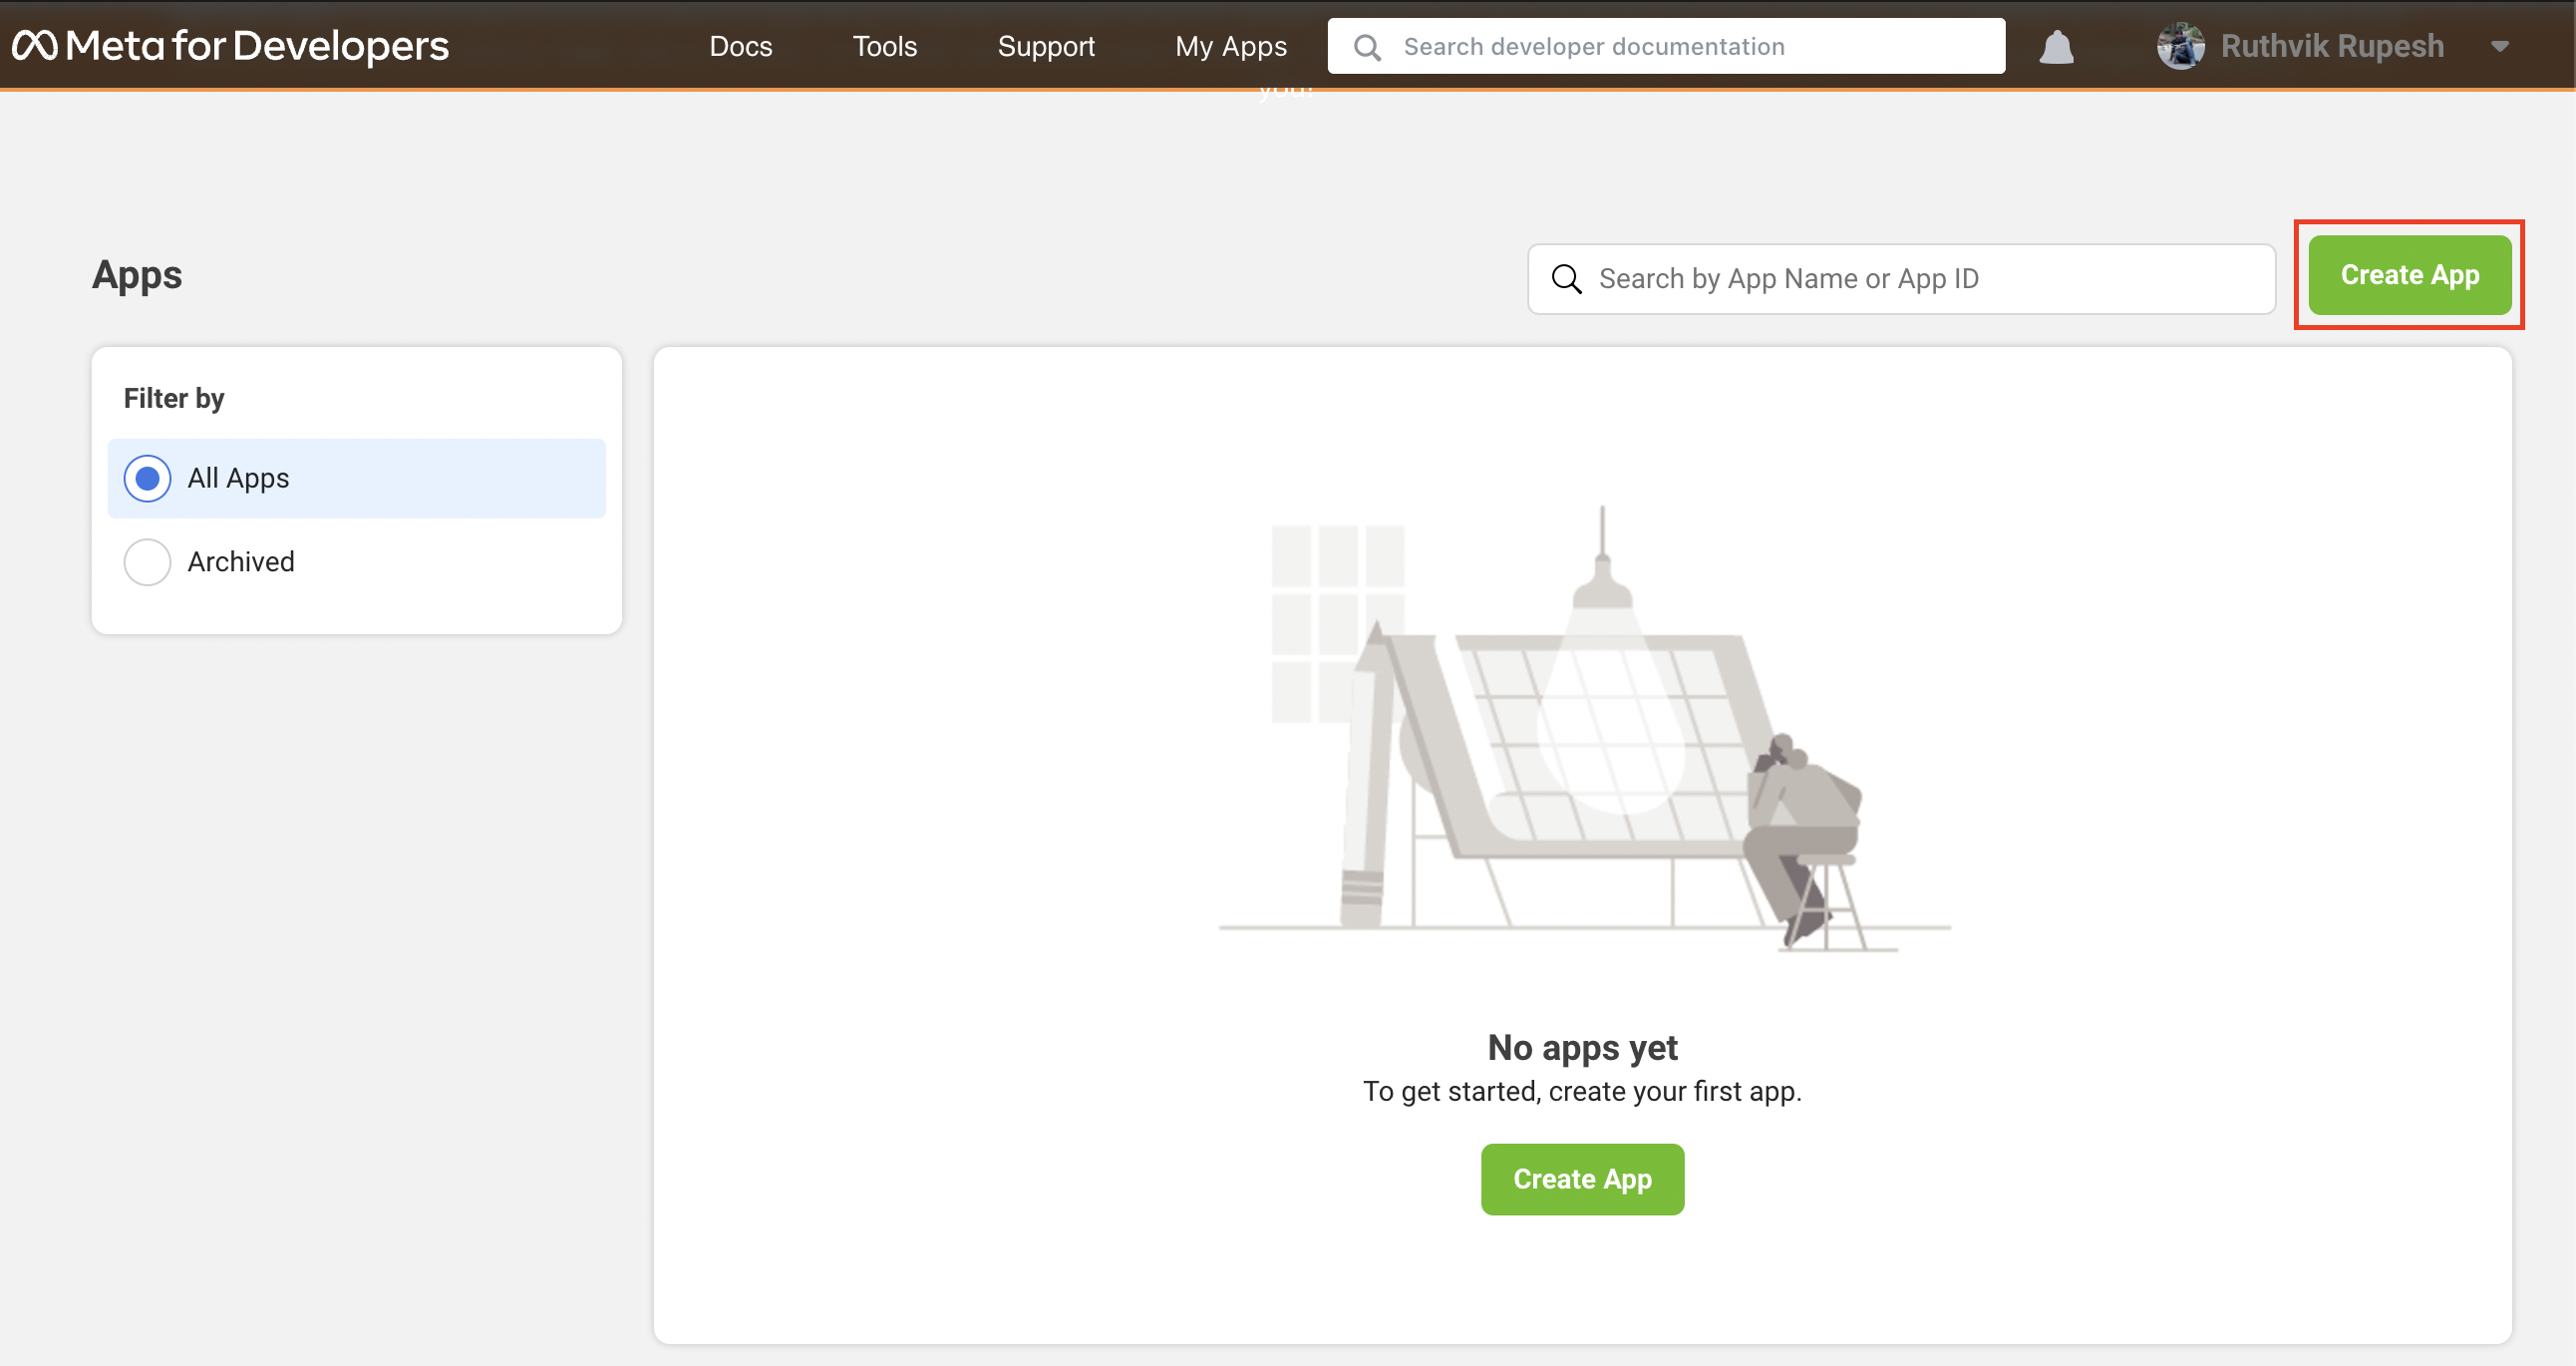 Meta for Developers
Docs
Tools
Support
My Apps
Search developer documentation
Ruthvik Rupesh
you!
Apps
Search by App Name or App ID
Create App
Filter by
All Apps
Archived
No apps yet
To get started, create your first app.
Create App